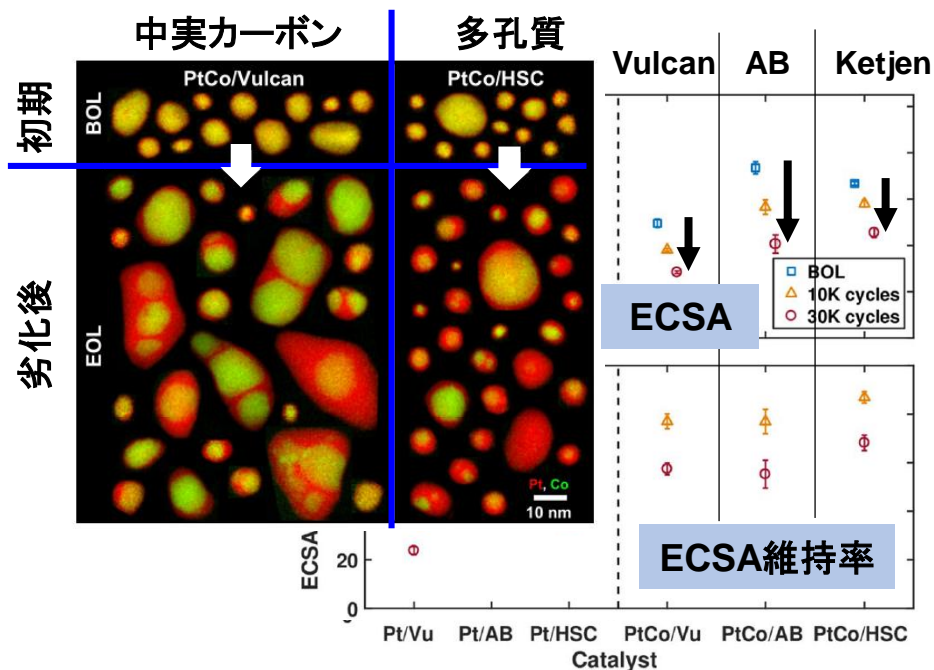 中実カーボン
多孔質
Vulcan
AB
Ketjen
初期
BOL
PtCo/Vulcan
PtCo/HSC
劣化後
EOL
Pt, Co
10 nm
BOL
10K cycles
30K cycles
ECSA
ECSA維持率
ECSA
20
0
Pt/Vu
Pt/AB
Pt/HSC
PtCo/Vu
PtCo/AB
PtCo/HSC
Catalyst